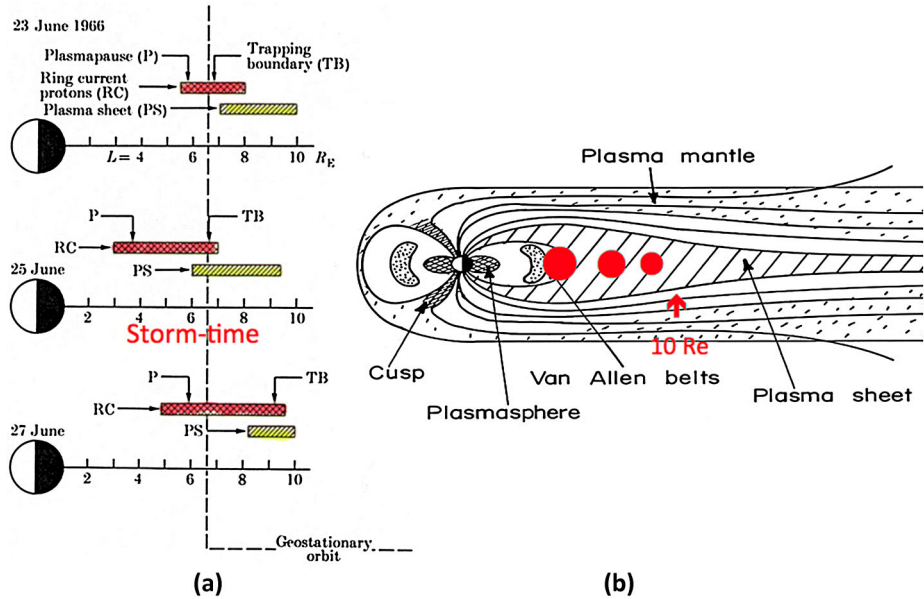 23 June 1966
Plasmapause (P)
Trapping
boundary (TB)
Ring current
protons (RC)
Plasma sheet (PS)
L = 4 6 8 10 R_E
P TB
RC
PS
25 June
2 4 6 8 10
Storm-time
P TB
RC
PS
27 June
2 4 6 8 10
Geostationary
orbit
(a)
Plasma mantle
10 Re
Cusp
Van Allen belts
Plasma sheet
Plasmasphere
(b)